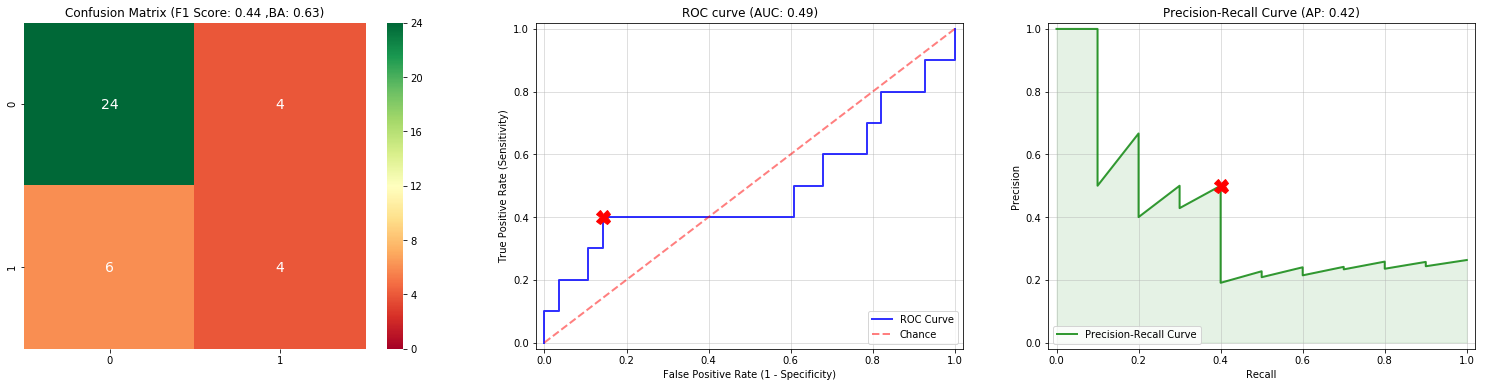 Confusion Matrix (F1 Score: 0.44 ,BA: 0.63)
24
4
6
4
0
1
0
1
24
20
16
12
8
4
0
ROC curve (AUC: 0.49)
True Positive Rate (Sensitivity)
1.0
0.8
0.6
0.4
0.2
0.0
ROC Curve
Chance
0.0 0.2 0.4 0.6 0.8 1.0
False Positive Rate (1 - Specificity)
Precision-Recall Curve (AP: 0.42)
Precision
1.0
0.8
0.6
0.4
0.2
0.0
Precision-Recall Curve
0.0 0.2 0.4 0.6 0.8 1.0
Recall